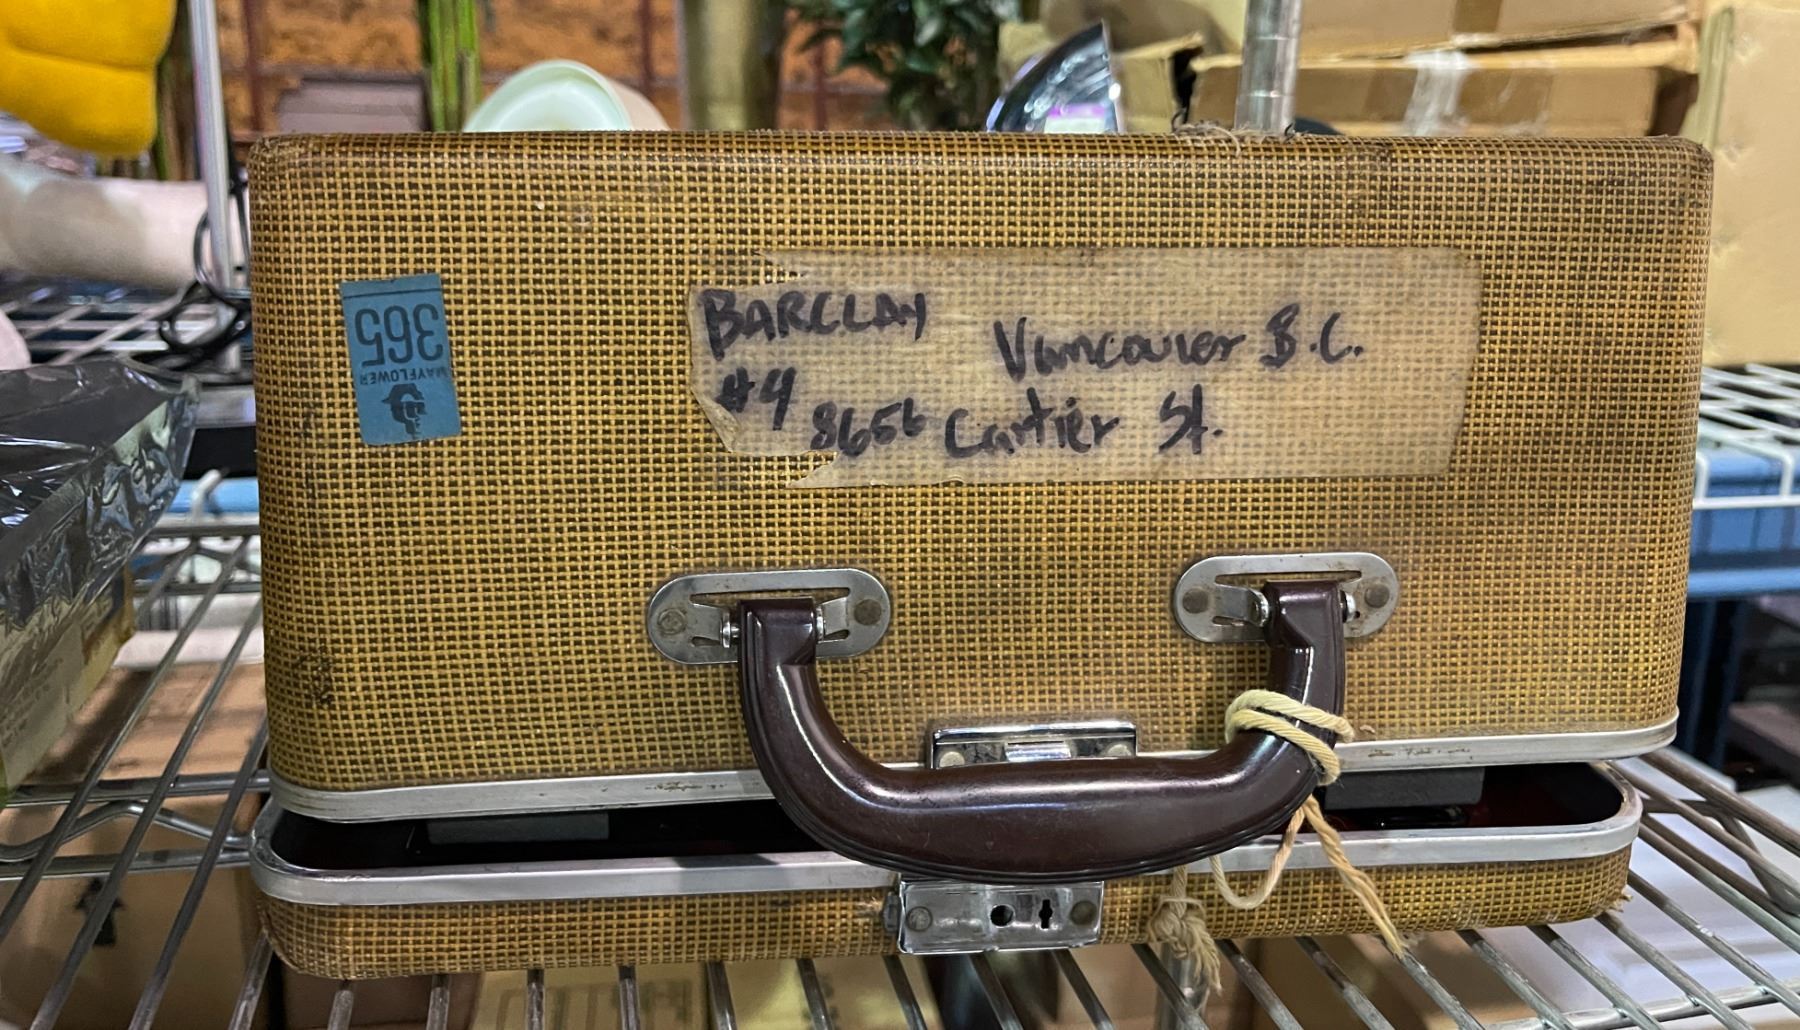 365
MAYFLOWER
BARCLAY
Vancouver B.C.
#4
8656 Cartier St.